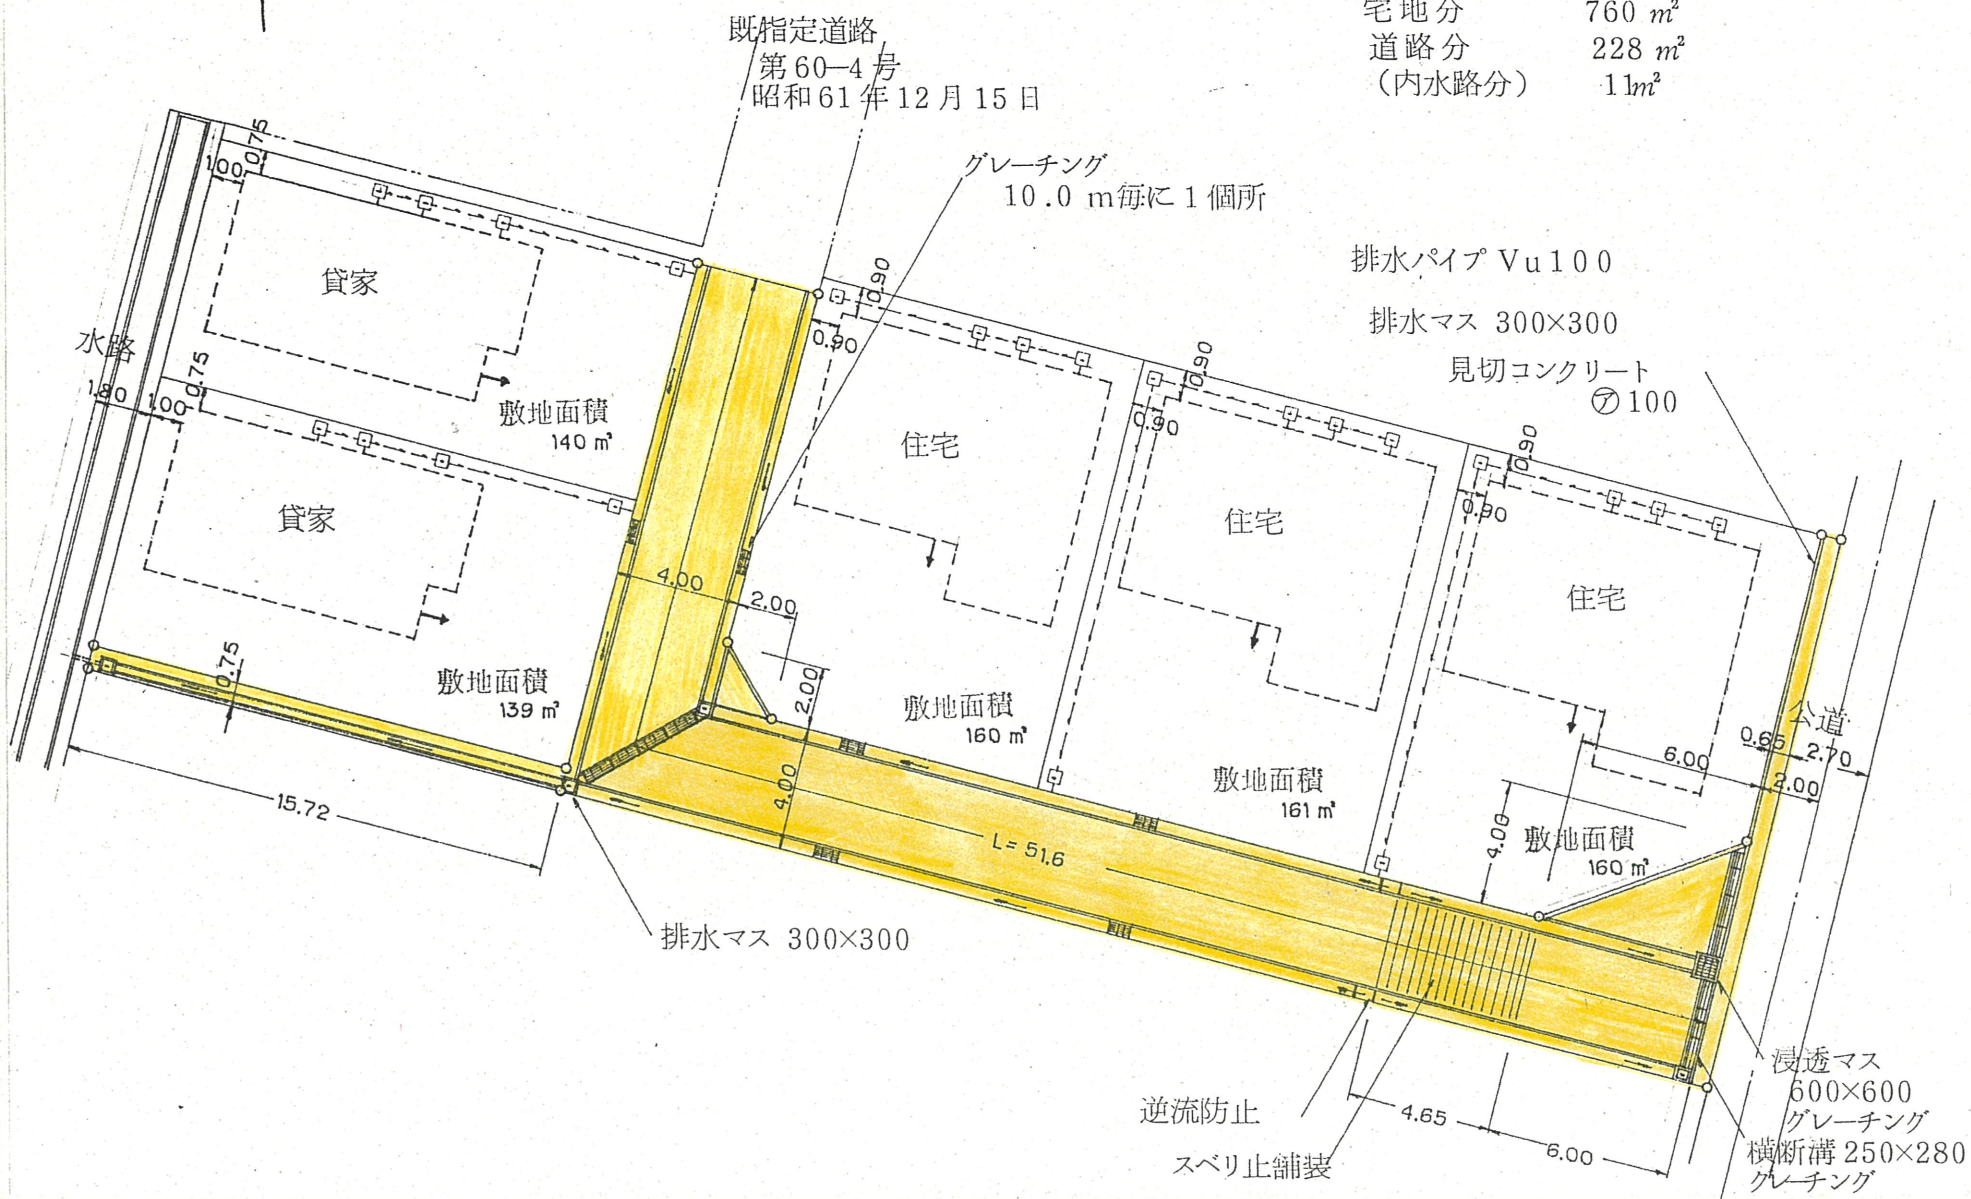 宅地分 760 m²
道路分 228 m²
（内水路分） 11m²
既指定道路
第60-4号
昭和61年12月15日
グレーチング
10.0 m毎に1個所
排水パイプ Vu100
排水マス 300×300
見切コンクリート
㋐100
水路
1.80
1.00
0.75
貸家
敷地面積
140 m²
1.00
0.75
貸家
敷地面積
139 m²
0.75
15.72
4.00
2.00
2.00
4.00
0.90
0.90
住宅
敷地面積
160 m²
0.90
0.90
住宅
敷地面積
161 m²
0.90
0.90
住宅
敷地面積
160 m²
公道
0.65
2.70
6.00
2.00
4.00
L=51.6
排水マス 300×300
逆流防止
スベリ止舗装
4.65
6.00
浸透マス
600×600
グレーチング
横断溝 250×280
グレーチング